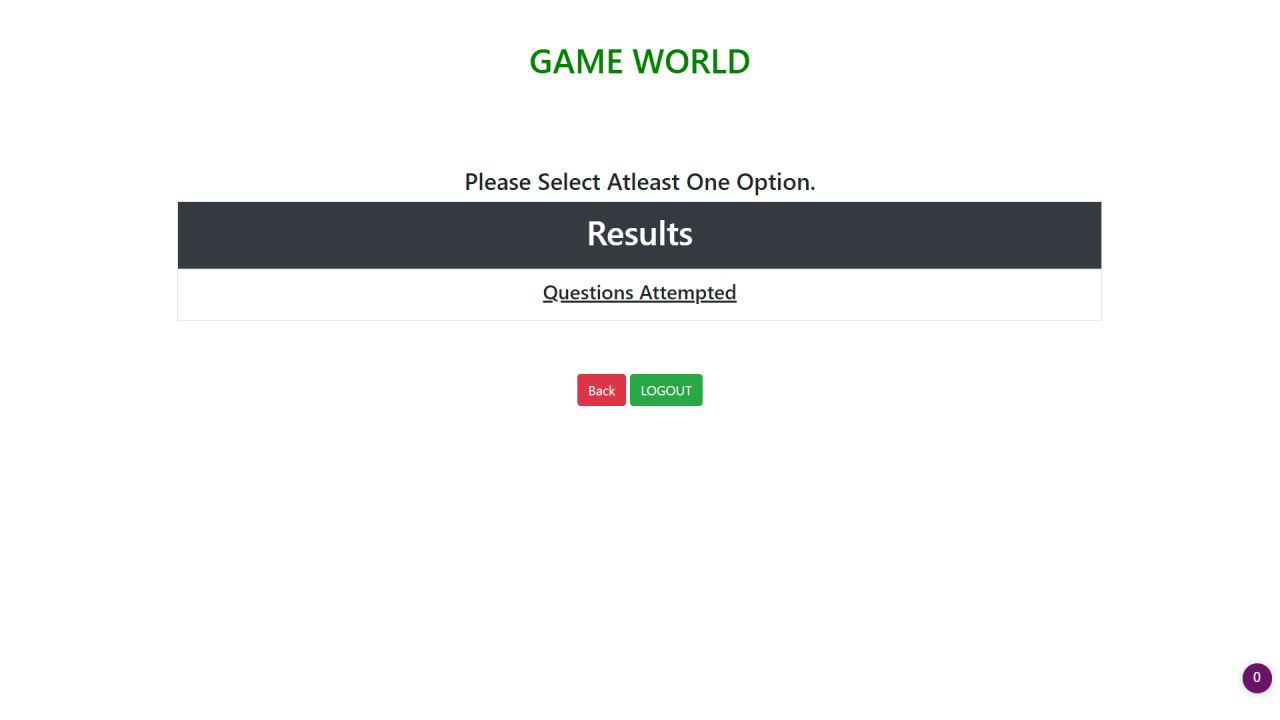 GAME WORLD
Please Select Atleast One Option.
Results
Questions Attempted
Back LOGOUT
0